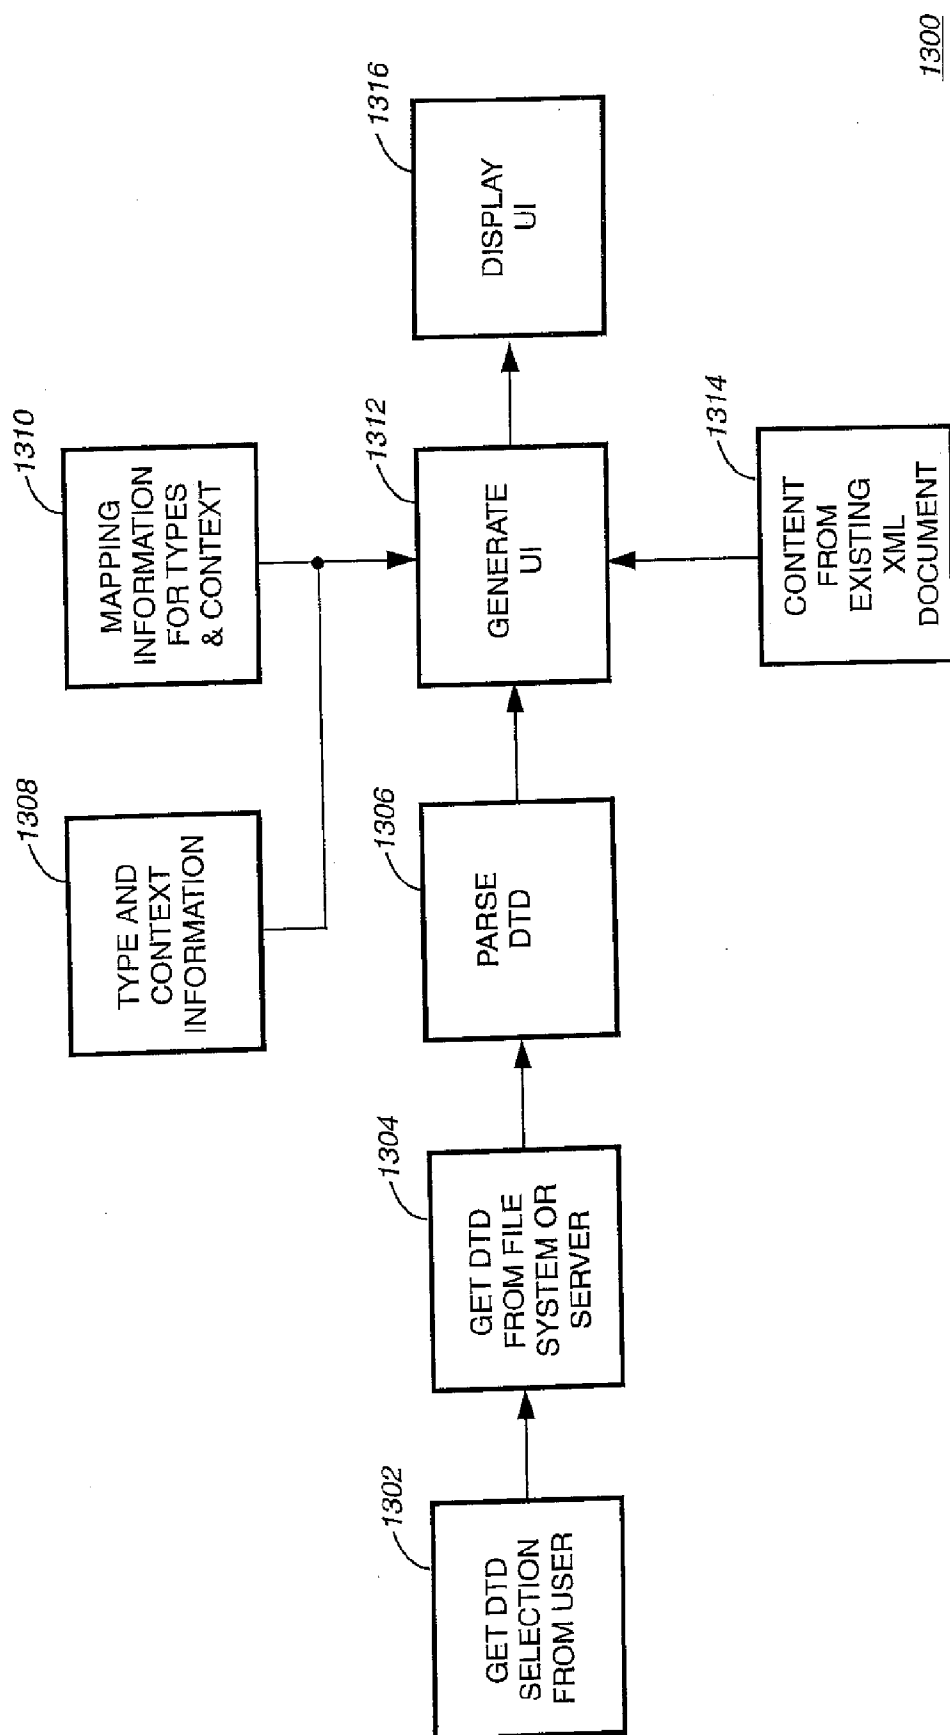 1300
1302
GET DTD
SELECTION
FROM USER
1304
GET DTD
FROM FILE
SYSTEM OR
SERVER
1306
PARSE
DTD
1308
TYPE AND
CONTEXT
INFORMATION
1310
MAPPING
INFORMATION
FOR TYPES
& CONTEXT
1312
GENERATE
UI
1314
CONTENT
FROM
EXISTING
XML
DOCUMENT
1316
DISPLAY
UI